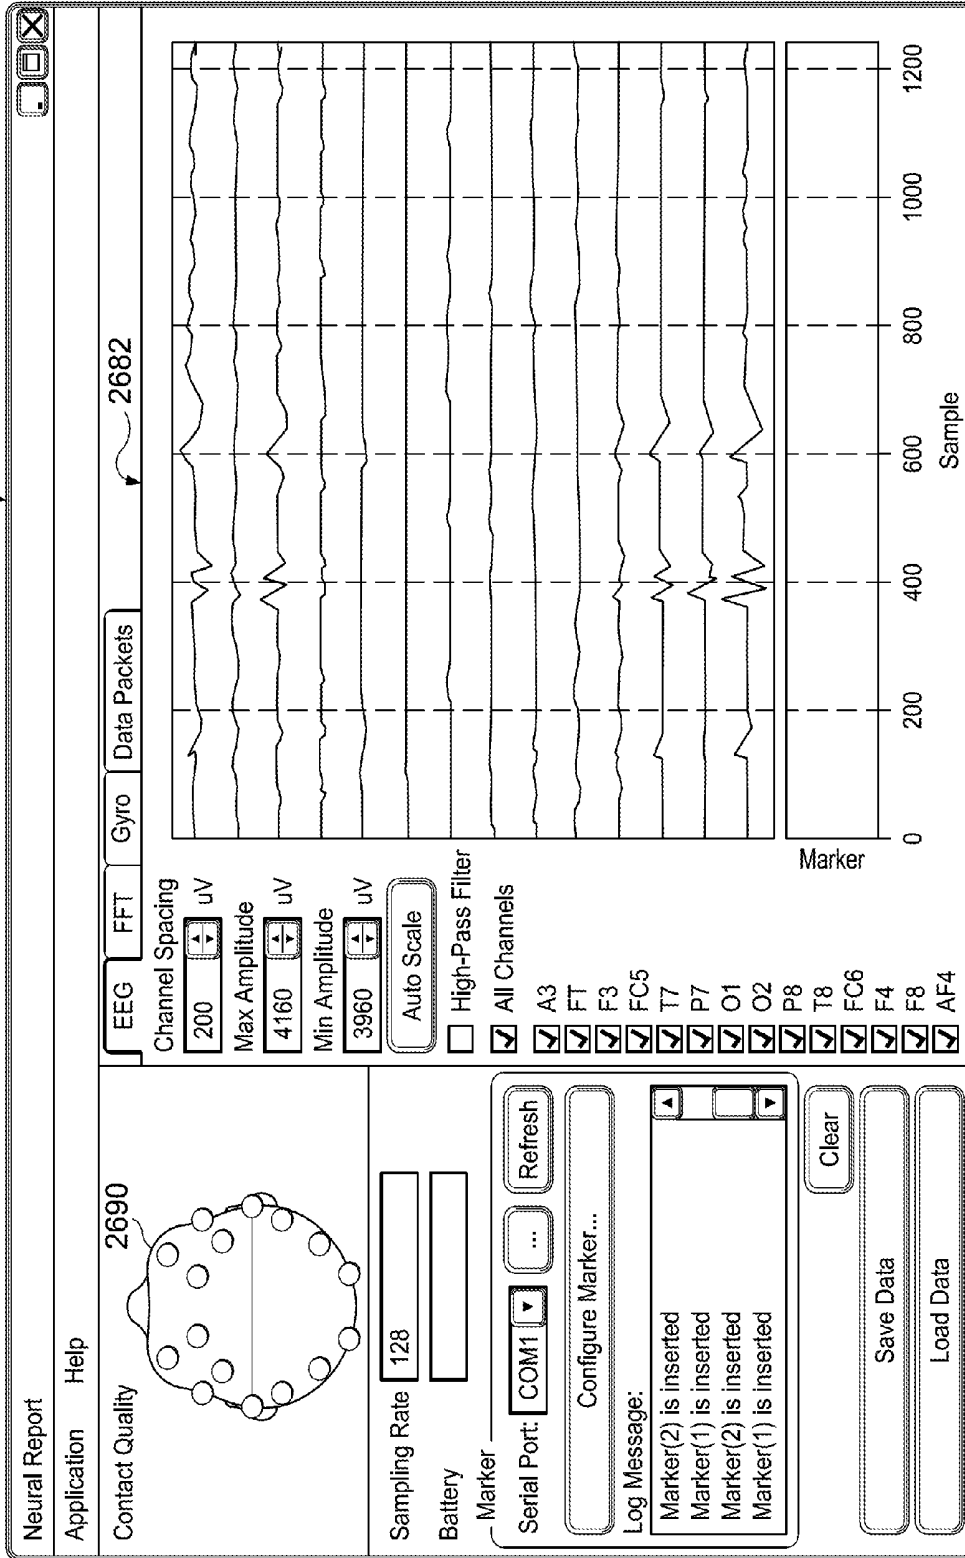 Neural Report
Application Help
Contact Quality
2690
Sampling Rate 128
Battery
Marker
Serial Port: COM1 ... Refresh
Configure Marker...
Log Message:
Marker(2) is inserted
Marker(1) is inserted
Marker(2) is inserted
Marker(1) is inserted
Clear
Save Data
Load Data
EEG FFT Gyro Data Packets
2682
Channel Spacing
200 uV
Max Amplitude
4160 uV
Min Amplitude
3960 uV
Auto Scale
High-Pass Filter
All Channels
A3
FT
F3
FC5
T7
P7
O1
O2
P8
T8
FC6
F4
F8
AF4
Marker
0 200 400 600 800 1000 1200
Sample